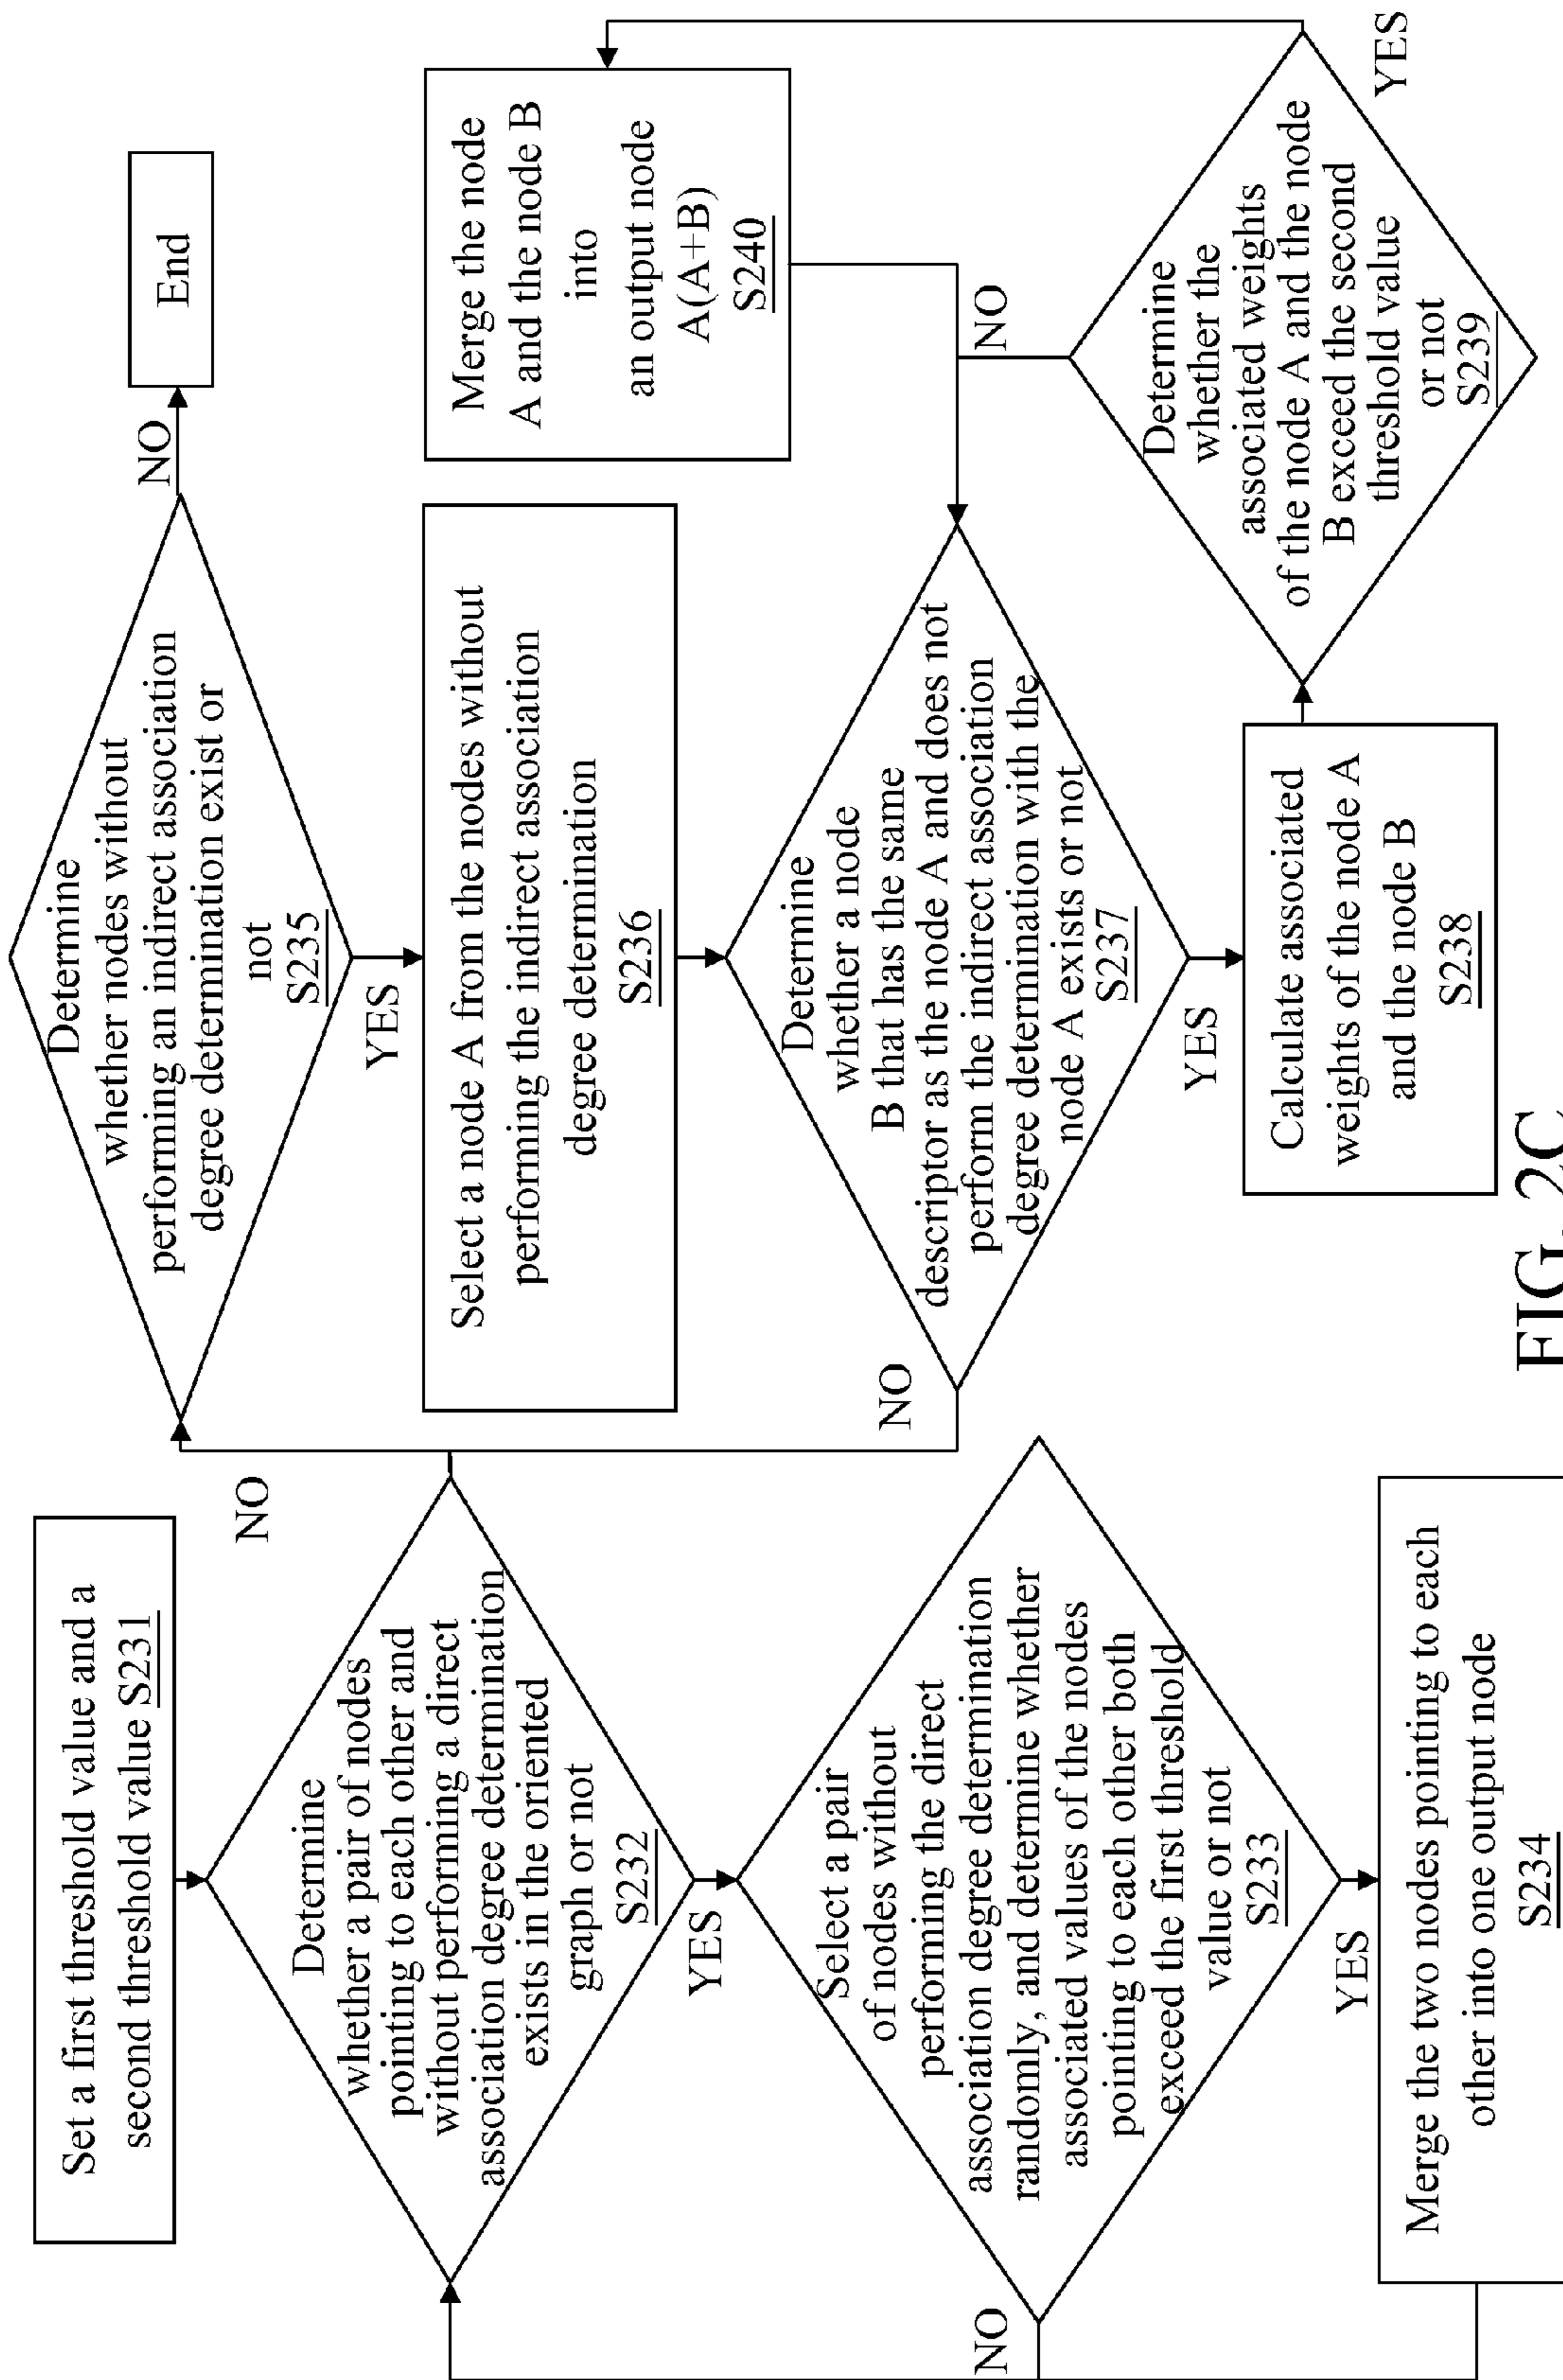 Set a first threshold value and a
second threshold value S231
Determine
whether a pair of nodes
pointing to each other and
without performing a direct
association degree determination
exists in the oriented
graph or not
S232
NO
YES
Select a pair
of nodes without
performing the direct
association degree determination
randomly, and determine whether
associated values of the nodes
pointing to each other both
exceed the first threshold
value or not
S233
NO
YES
Merge the two nodes pointing to each
other into one output node
S234
Determine
whether nodes without
performing an indirect association
degree determination exist or
not
S235
NO
End
YES
Select a node A from the nodes without
performing the indirect association
degree determination
S236
Determine
whether a node
B that has the same
descriptor as the node A and does not
perform the indirect association
degree determination with the
node A exists or not
S237
NO
YES
Calculate associated
weights of the node A
and the node B
S238
Determine
whether the
associated weights
of the node A and the node
B exceed the second
threshold value
or not
S239
NO
YES
Merge the node
A and the node B
into
an output node
A(A+B)
S240
FIG. 2C